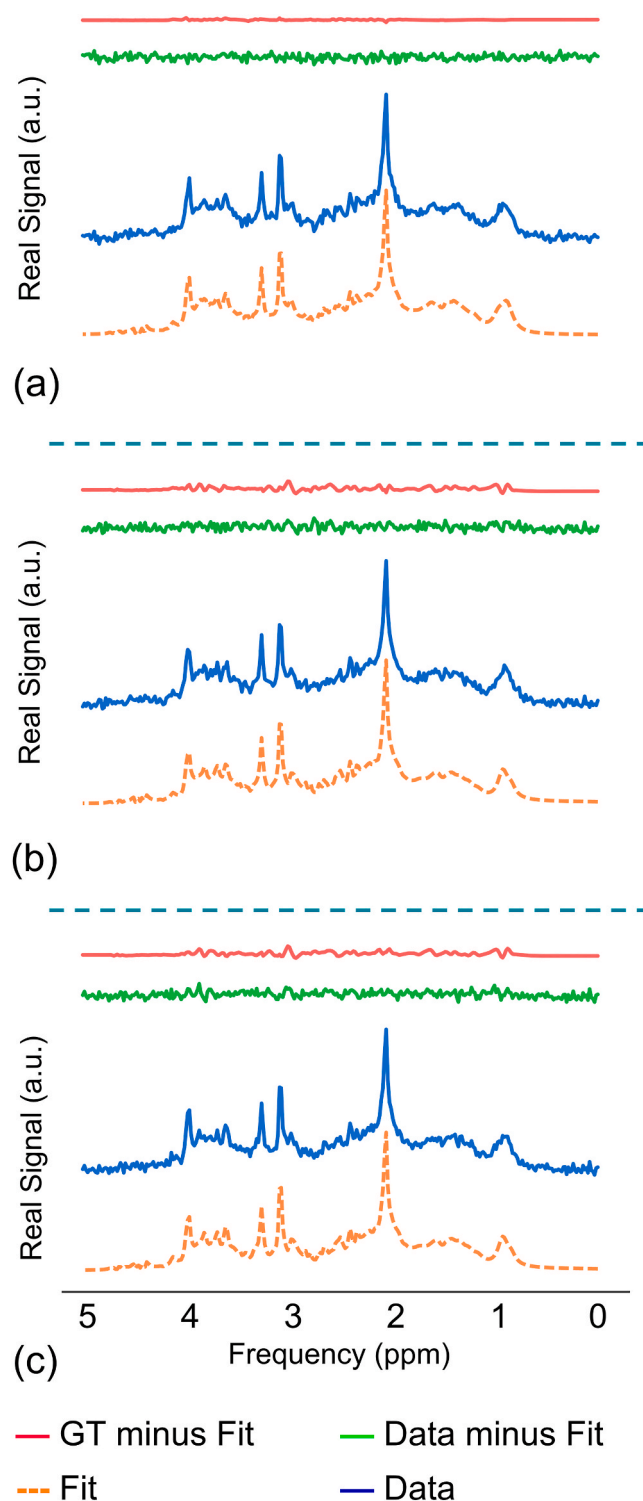 Real Signal (a.u.)
(a)
Real Signal (a.u.)
(b)
Real Signal (a.u.)
5 4 3 2 1 0
Frequency (ppm)
(c)
GT minus Fit Data minus Fit
Fit Data